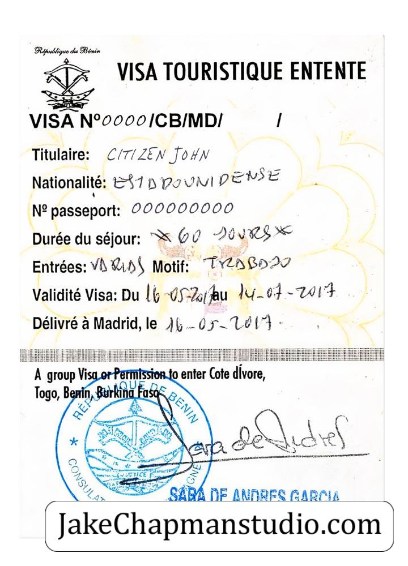 République du Bénin
VISA TOURISTIQUE ENTENTE
VISA Nº0000/CB/MD/ /
Titulaire: CITIZEN JOHN
Nationalité: ESTADOUNIDENSE
Nº passeport: 000000000
Durée du séjour: * 60 JOURS *
Entrées: VARIAS Motif: TRABAJO
Validité Visa: Du 16-05-2017 au 14-07-2017
Délivré à Madrid, le 16-05-2017.
A group Visa or Permission to enter Cote dÍvore,
Togo, Benin, Burkina Faso
RÉPUBLIQUE DE BENIN
CONSULAT
Sara de Andres
SARA DE ANDRES GARCIA
JakeChapmanstudio.com